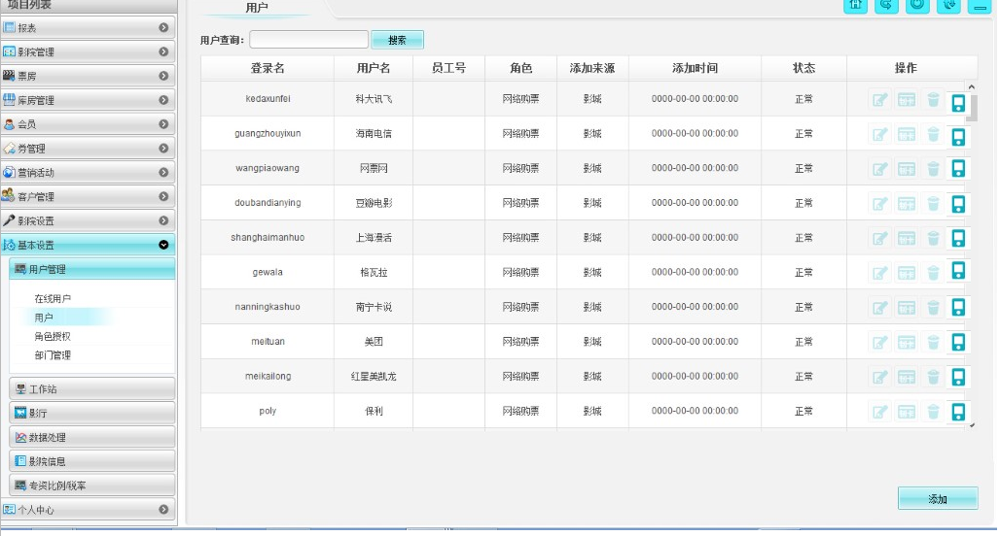 项目列表
报表
影院管理
票房
库房管理
会员
券管理
营销活动
客户管理
影院设置
基本设置
用户管理
在线用户
用户
角色授权
部门管理
工作站
影厅
数据处理
影院信息
专资比例/税率
个人中心
用户
用户查询： 搜索
登录名 用户名 员工号 角色 添加来源 添加时间 状态 操作
kedaxunfei 科大讯飞 网络购票 影城 0000-00-00 00:00:00 正常
guangzhouyixun 海南电信 网络购票 影城 0000-00-00 00:00:00 正常
wangpiaowang 网票网 网络购票 影城 0000-00-00 00:00:00 正常
doubandianying 豆瓣电影 网络购票 影城 0000-00-00 00:00:00 正常
shanghaimanhuo 上海漫活 网络购票 影城 0000-00-00 00:00:00 正常
gewala 格瓦拉 网络购票 影城 0000-00-00 00:00:00 正常
nanningkashuo 南宁卡说 网络购票 影城 0000-00-00 00:00:00 正常
meituan 美团 网络购票 影城 0000-00-00 00:00:00 正常
meikailong 红星美凯龙 网络购票 影城 0000-00-00 00:00:00 正常
poly 保利 网络购票 影城 0000-00-00 00:00:00 正常
添加